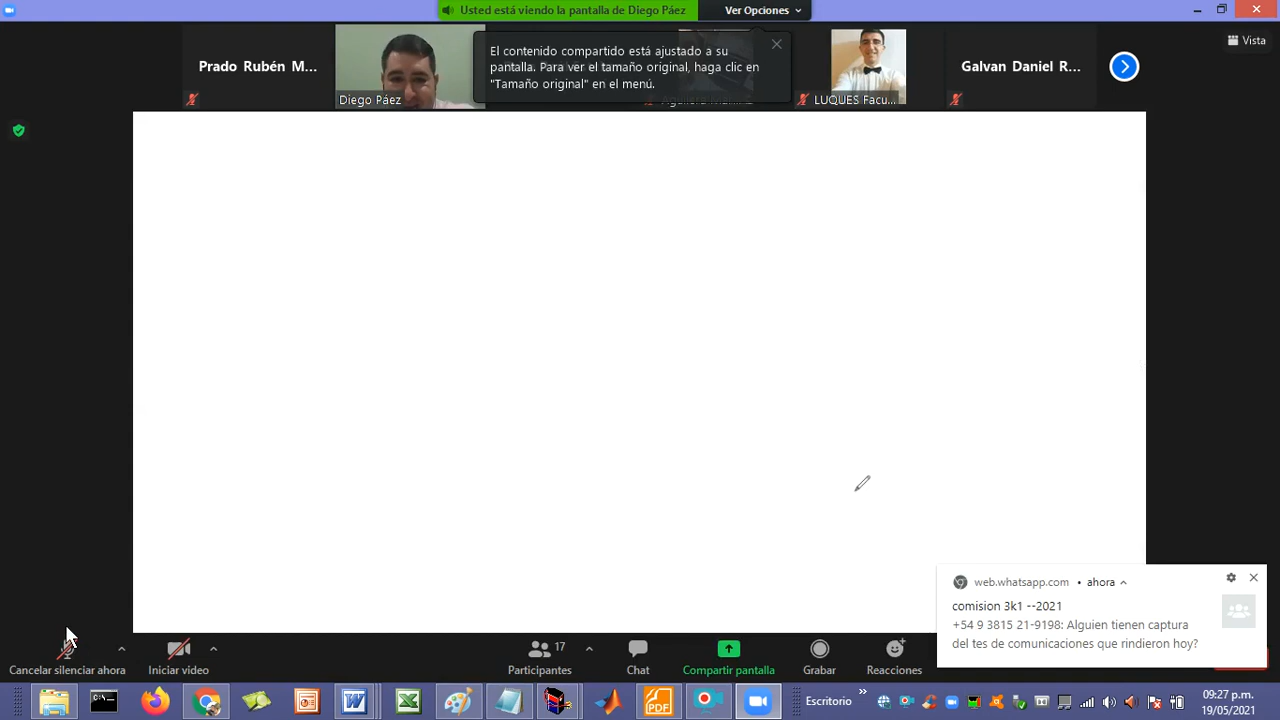 Usted está viendo la pantalla de Diego Páez
Ver Opciones
Vista
Prado Rubén M...
Diego Páez
El contenido compartido está ajustado a su
pantalla. Para ver el tamaño original, haga clic en
"Tamaño original" en el menú.
LUQUES Facu...
Galvan Daniel R...
web.whatsapp.com • ahora
comision 3k1 --2021
+54 9 3815 21-9198: Alguien tienen captura
del tes de comunicaciones que rindieron hoy?
Cancelar silenciar ahora
Iniciar video
17
Participantes
Chat
Compartir pantalla
Grabar
Reacciones
PDF
Escritorio
09:27 p.m.
19/05/2021